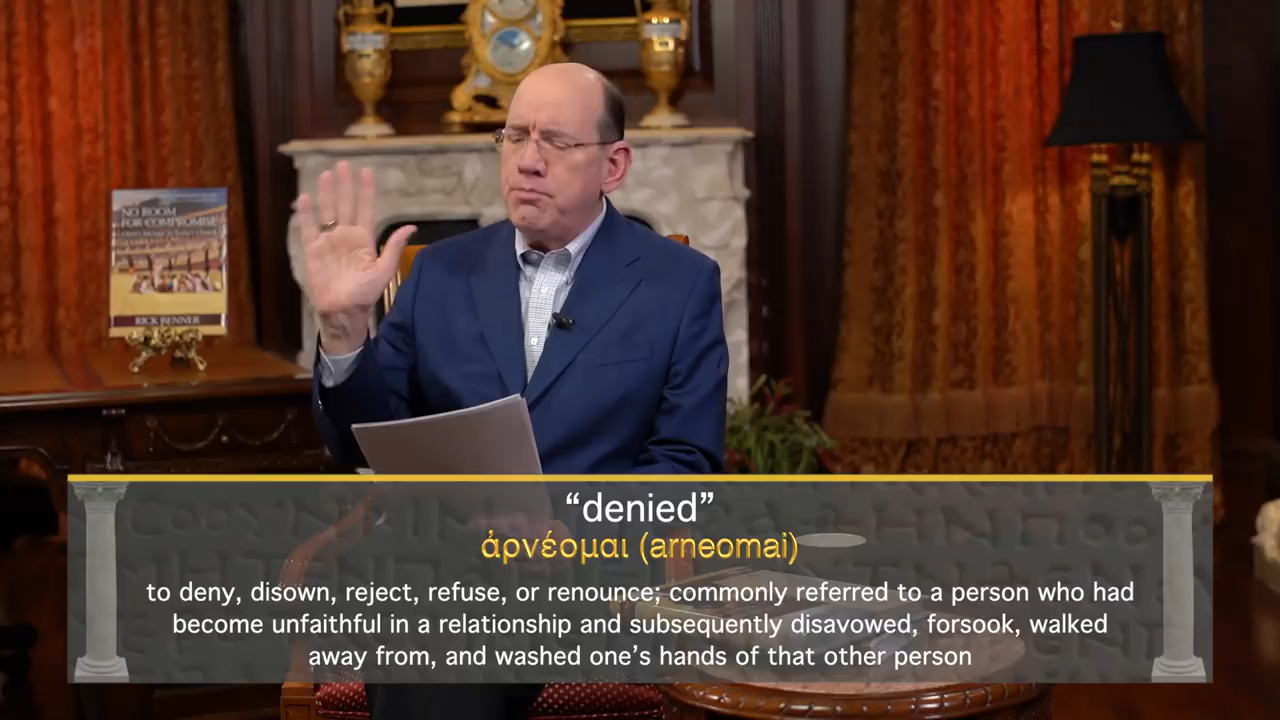 NO ROOM
FOR COMPROMISE
RICK RENNER
“denied”
ἀρνέομαι (arneomai)
to deny, disown, reject, refuse, or renounce; commonly referred to a person who had
become unfaithful in a relationship and subsequently disavowed, forsook, walked
away from, and washed one’s hands of that other person